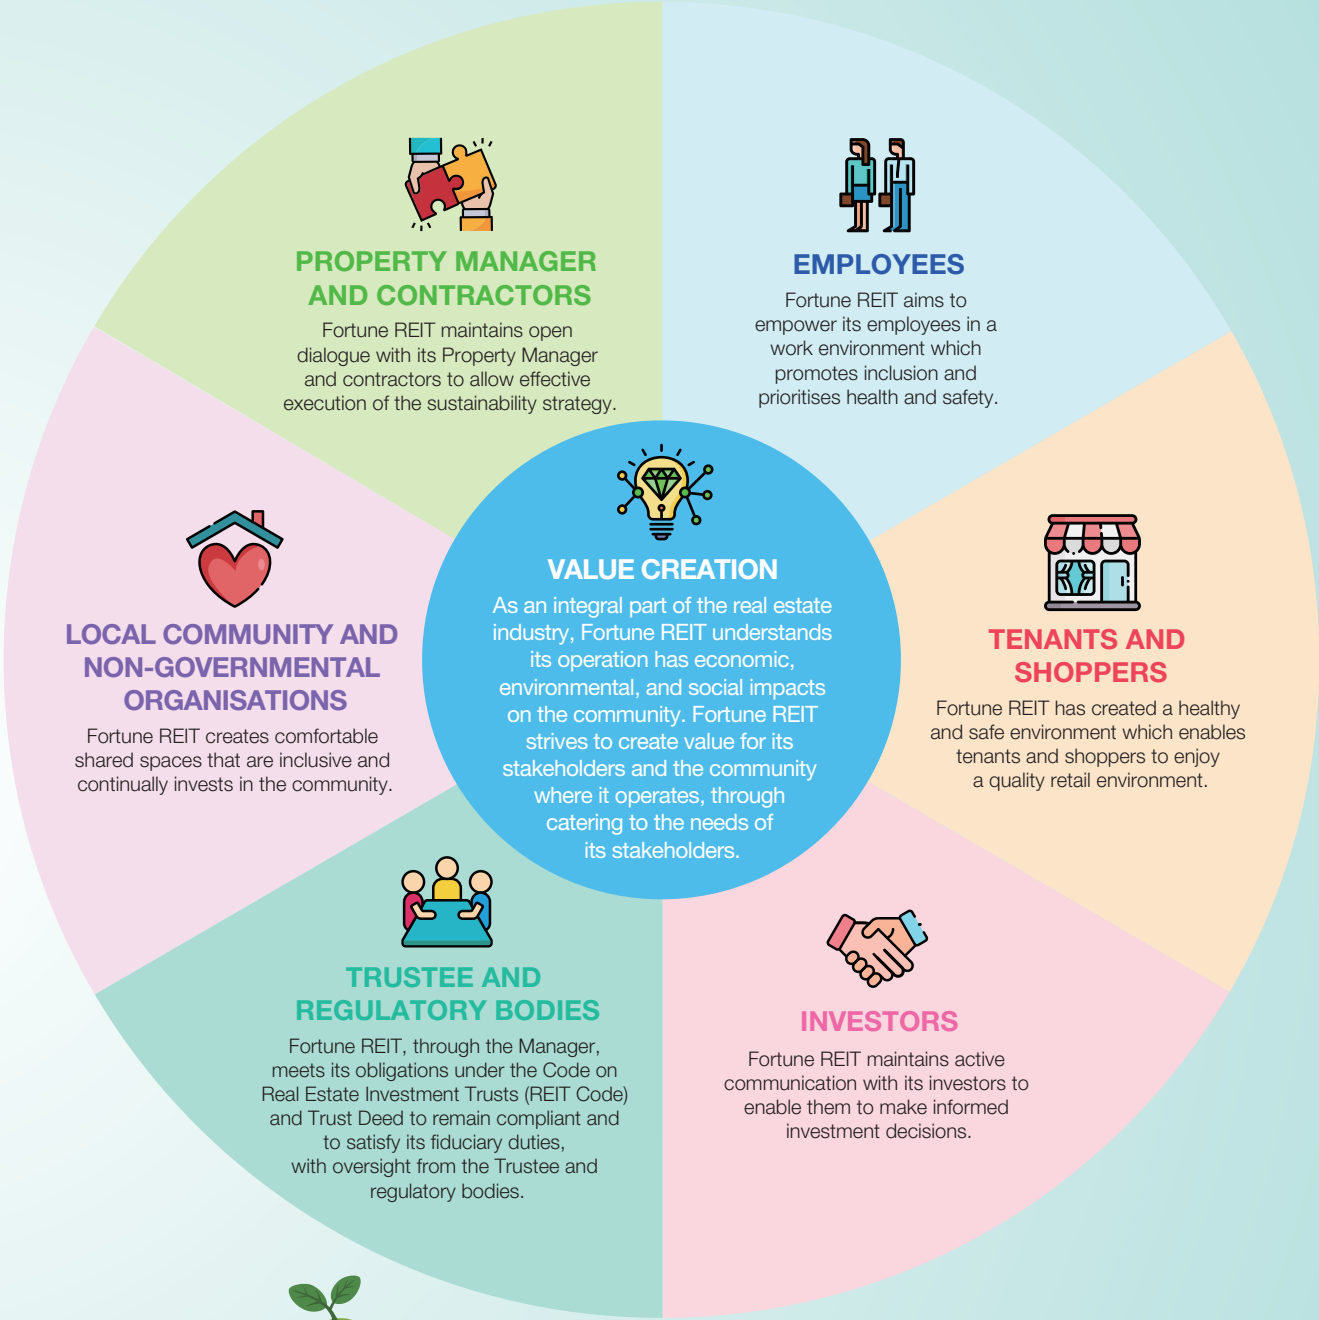 PROPERTY MANAGER
AND CONTRACTORS
Fortune REIT maintains open
dialogue with its Property Manager
and contractors to allow effective
execution of the sustainability strategy.
EMPLOYEES
Fortune REIT aims to
empower its employees in a
work environment which
promotes inclusion and
prioritises health and safety.
LOCAL COMMUNITY AND
NON-GOVERNMENTAL
ORGANISATIONS
Fortune REIT creates comfortable
shared spaces that are inclusive and
continually invests in the community.
VALUE CREATION
As an integral part of the real estate
industry, Fortune REIT understands
its operation has economic,
environmental, and social impacts
on the community. Fortune REIT
strives to create value for its
stakeholders and the community
where it operates, through
catering to the needs of
its stakeholders.
TENANTS AND
SHOPPERS
Fortune REIT has created a healthy
and safe environment which enables
tenants and shoppers to enjoy
a quality retail environment.
TRUSTEE AND
REGULATORY BODIES
Fortune REIT, through the Manager,
meets its obligations under the Code on
Real Estate Investment Trusts (REIT Code)
and Trust Deed to remain compliant and
to satisfy its fiduciary duties,
with oversight from the Trustee and
regulatory bodies.
INVESTORS
Fortune REIT maintains active
communication with its investors to
enable them to make informed
investment decisions.